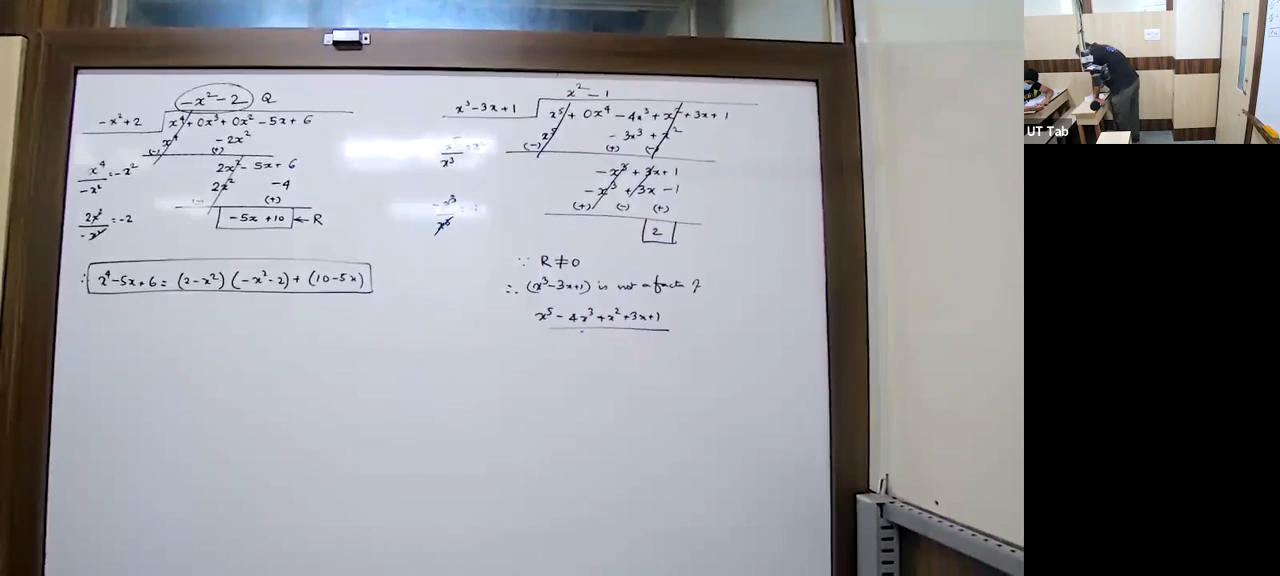 -x² - 2 Q
-x² + 2 x⁴ + 0x³ + 0x² - 5x + 6
x⁴ - 2x²
(-) (+)
x⁴/-x² = -x² 2x² - 5x + 6
2x² - 4
(-) (+)
2x²/-x² = -2 -5x + 10 ← R
∴ x⁴ - 5x + 6 = (2 - x²) (-x² - 2) + (10 - 5x)
x² - 1
x³ - 3x + 1 x⁵ + 0x⁴ - 4x³ + x² + 3x + 1
x⁵ - 3x³ + x²
(-) (+) (-)
-x³ + 3x + 1
-x³ + 3x - 1
(+) (-) (+)
2
∵ R ≠ 0
∴ (x³ - 3x + 1) is not a factor of
x⁵ - 4x³ + x² + 3x + 1
UT Tab